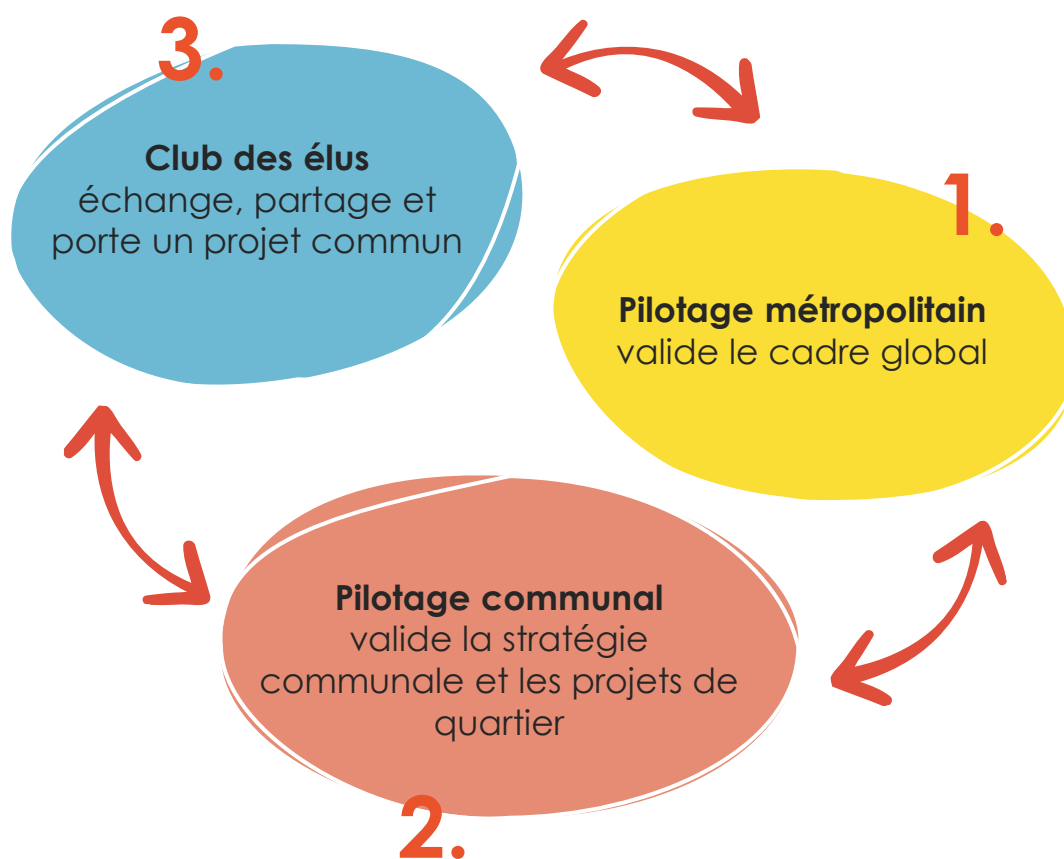 3.
Club des élus
échange, partage et
porte un projet commun
1.
Pilotage métropolitain
valide le cadre global
Pilotage communal
valide la stratégie
communale et les projets de
quartier
2.